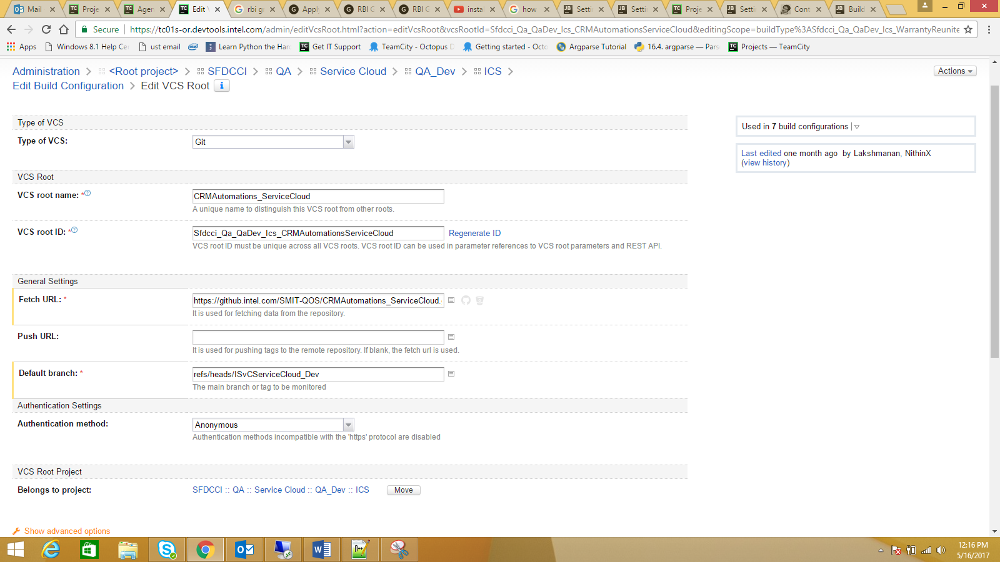 Mail
Proje
Agen
Edit V
rbi gr
Apply
RBI G
RBI G
instal
how
Settin
Settin
Proje
Settin
Cont
Build
Secure
https://tc01s-or.devtools.intel.com/admin/editVcsRoot.html?action=editVcsRoot&vcsRootId=Sfdcci_Qa_QaDev_Ics_CRMAutomationsServiceCloud&editingScope=buildType%3ASfdcci_Qa_QaDev_Ics_WarrantyReunite
Apps
Windows 8.1 Help Cer
ust email
Learn Python the Har
Get IT Support
TeamCity - Octopus D
Getting started - Octo
Argparse Tutorial
16.4. argparse — Pars
Projects — TeamCity
Administration > <Root project> > SFDCCI > QA > Service Cloud > QA_Dev > ICS >
Actions
Edit Build Configuration > Edit VCS Root
Type of VCS
Type of VCS:
Git
Used in 7 build configurations
Last edited one month ago by Lakshmanan, NithinX
(view history)
VCS Root
VCS root name: *
CRMAutomations_ServiceCloud
A unique name to distinguish this VCS root from other roots.
VCS root ID: *
Sfdcci_Qa_QaDev_Ics_CRMAutomationsServiceCloud
Regenerate ID
VCS root ID must be unique across all VCS roots. VCS root ID can be used in parameter references to VCS root parameters and REST API.
General Settings
Fetch URL: *
https://github.intel.com/SMIT-QOS/CRMAutomations_ServiceCloud.
It is used for fetching data from the repository.
Push URL:
It is used for pushing tags to the remote repository. If blank, the fetch url is used.
Default branch: *
refs/heads/ISvCServiceCloud_Dev
The main branch or tag to be monitored
Authentication Settings
Authentication method:
Anonymous
Authentication methods incompatible with the 'https' protocol are disabled
VCS Root Project
Belongs to project:
SFDCCI :: QA :: Service Cloud :: QA_Dev :: ICS
Move
Show advanced options
12:16 PM
5/16/2017